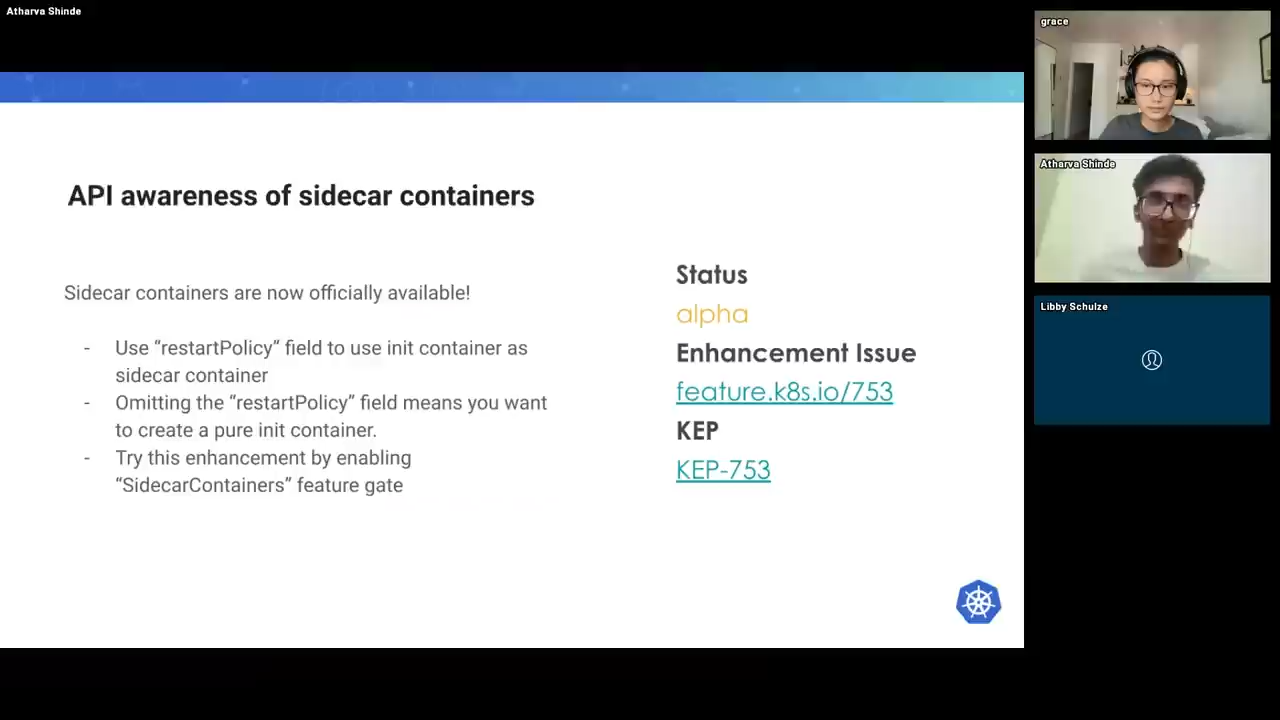 Atharva Shinde
API awareness of sidecar containers
Sidecar containers are now officially available!
- Use “restartPolicy” field to use init container as
sidecar container
- Omitting the “restartPolicy” field means you want
to create a pure init container.
- Try this enhancement by enabling
“SidecarContainers” feature gate
Status
alpha
Enhancement Issue
feature.k8s.io/753
KEP
KEP-753
grace
Atharva Shinde
Libby Schulze